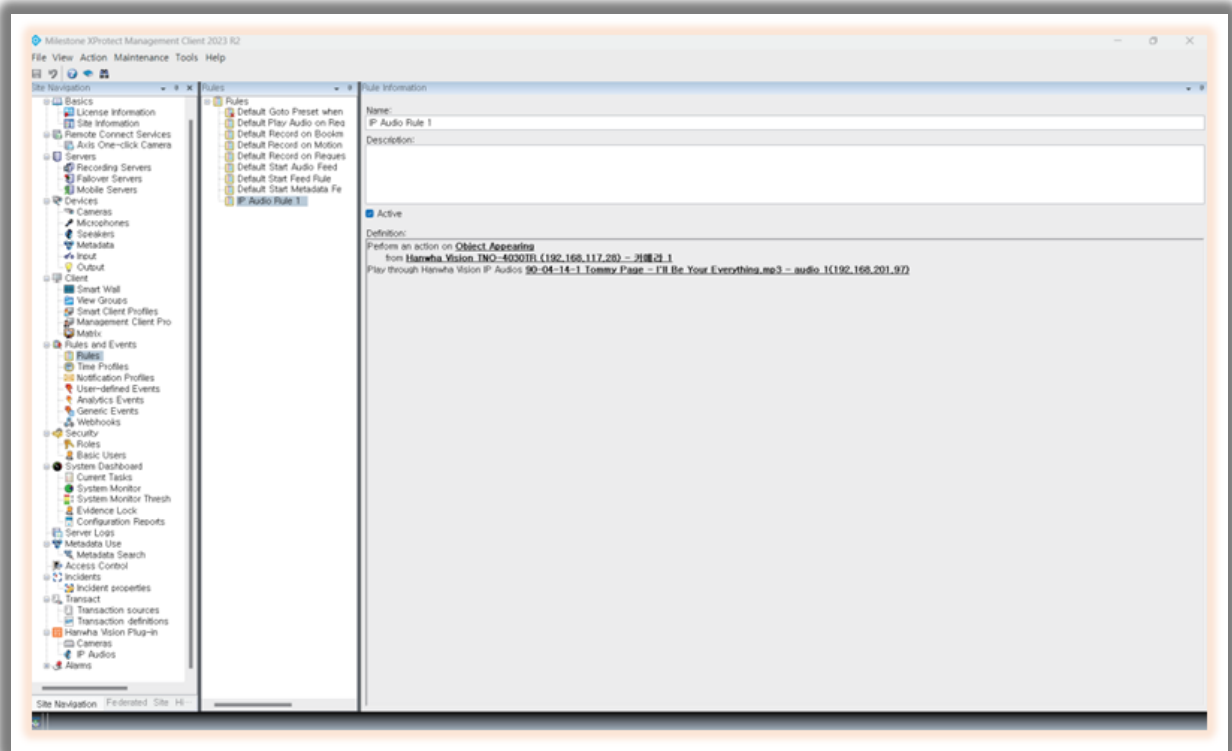 Milestone XProtect Management Client 2023 R2
File View Action Maintenance Tools Help
Site Navigation
Basics
License Information
Site Information
Remote Connect Services
Axis One-click Camera
Servers
Recording Servers
Failover Servers
Mobile Servers
Devices
Cameras
Microphones
Speakers
Metadata
Input
Output
Client
Smart Wall
View Groups
Smart Client Profiles
Management Client Pro
Matrix
Rules and Events
Rules
Time Profiles
Notification Profiles
User-defined Events
Analytics Events
Generic Events
Webhooks
Security
Roles
Basic Users
System Dashboard
Current Tasks
System Monitor
System Monitor Thresh
Evidence Lock
Configuration Reports
Server Logs
Metadata Use
Metadata Search
Access Control
Incidents
Incident properties
Transact
Transaction sources
Transaction definitions
Hanwha Vision Plug-in
Cameras
IP Audios
Alarms
Site Navigation Federated Site Hi...
Rules
Rules
Default Goto Preset when
Default Play Audio on Req
Default Record on Bookm
Default Record on Motion
Default Record on Reques
Default Start Audio Feed
Default Start Feed Rule
Default Start Metadata Fe
IP Audio Rule 1
Rule Information
Name:
IP Audio Rule 1
Description:
Active
Definition:
Perform an action on Object Appearing
from Hanwha Vision TNO-4030TR (192.168.117.28) - 카메라 1
Play through Hanwha Vision IP Audios 90-04-14-1 Tommy Page - I'll Be Your Everything.mp3 - audio 1(192.168.201.97)